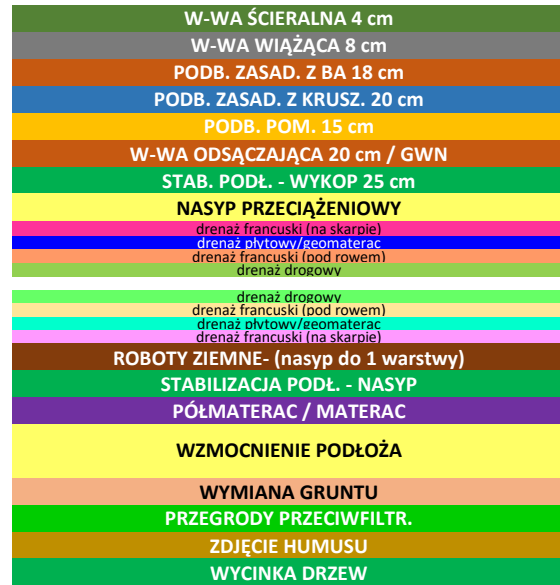 W-WA ŚCIERALNA 4 cm
W-WA WIĄŻĄCA 8 cm
PODB. ZASAD. Z BA 18 cm
PODB. ZASAD. Z KRUSZ. 20 cm
PODB. POM. 15 cm
W-WA ODSĄCZAJĄCA 20 cm / GWN
STAB. PODŁ. - WYKOP 25 cm
NASYP PRZECIĄŻENIOWY
drenaż francuski (na skarpie)
drenaż płytowy/geomaterac
drenaż francuski (pod rowem)
drenaż drogowy
drenaż drogowy
drenaż francuski (pod rowem)
drenaż płytowy/geomaterac
drenaż francuski (na skarpie)
ROBOTY ZIEMNE- (nasyp do 1 warstwy)
STABILIZACJA PODŁ. - NASYP
PÓŁMATERAC / MATERAC
WZMOCNIENIE PODŁOŻA
WYMIANA GRUNTU
PRZEGRODY PRZECIWFILTR.
ZDJĘCIE HUMUSU
WYCINKA DRZEW